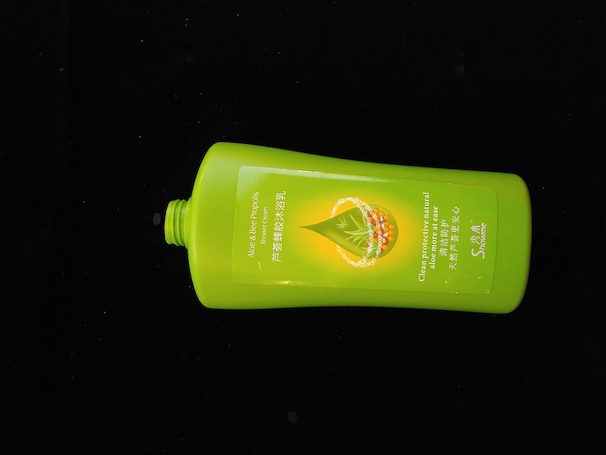 Aloe & Bee Propolis
Shower Cream
芦荟蜂胶沐浴乳
Clean protective natural
aloe more at ease
清洁防护
天然芦荟更安心
Snowme